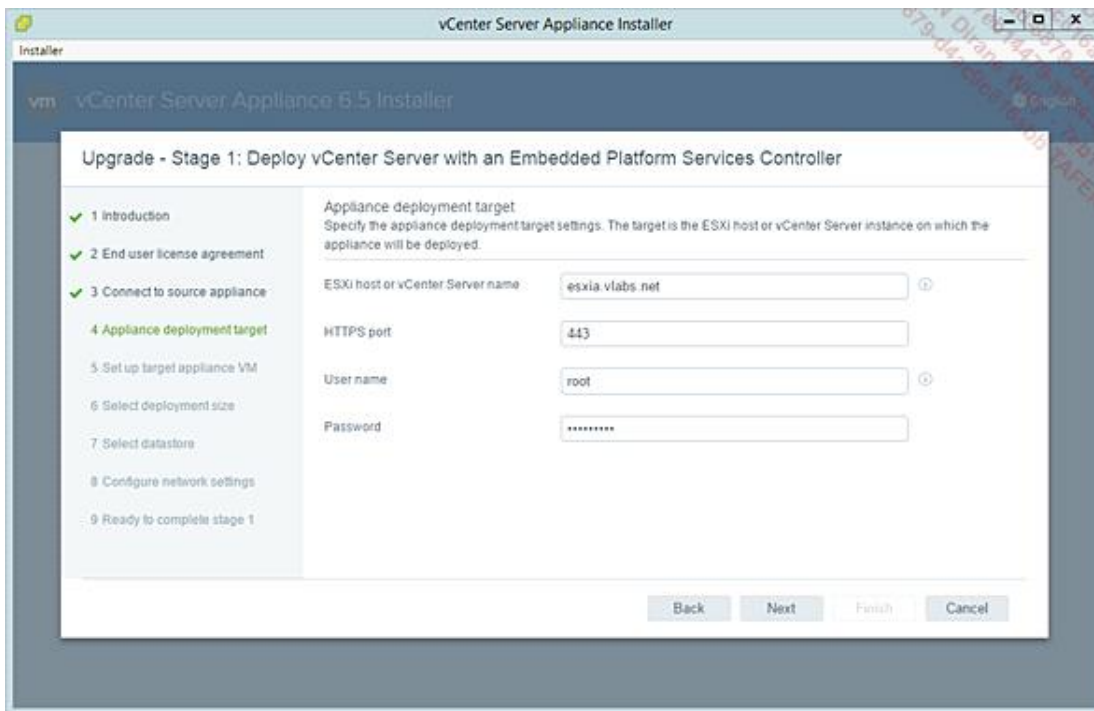 vCenter Server Appliance Installer
Installer
vm vCenter Server Appliance 6.5 Installer
English
Upgrade - Stage 1: Deploy vCenter Server with an Embedded Platform Services Controller
1 Introduction
2 End user license agreement
3 Connect to source appliance
4 Appliance deployment target
5 Set up target appliance VM
6 Select deployment size
7 Select datastore
8 Configure network settings
9 Ready to complete stage 1
Appliance deployment target
Specify the appliance deployment target settings. The target is the ESXi host or vCenter Server instance on which the
appliance will be deployed.
ESXi host or vCenter Server name
esxia.vlabs.net
HTTPS port
443
User name
root
Password
Back
Next
Finish
Cancel